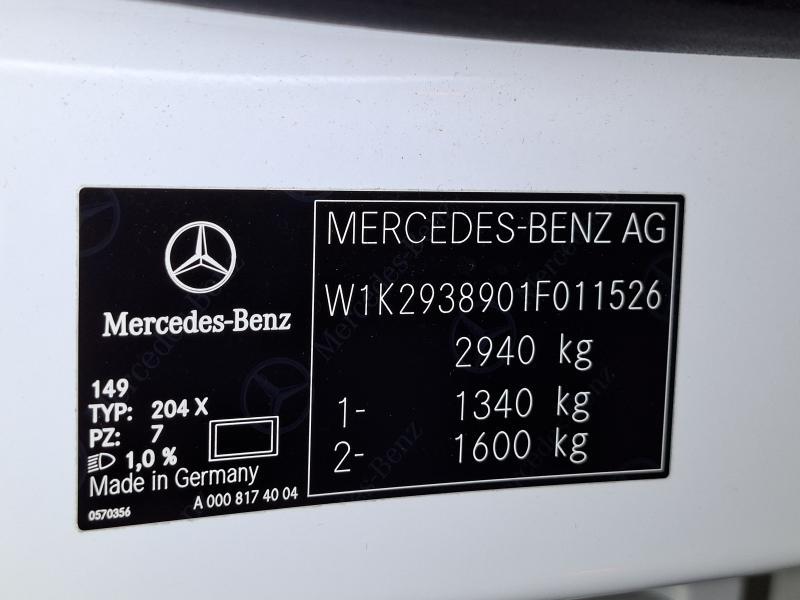 Mercedes-Benz
149
TYP: 204 X
PZ: 7
1,0 %
Made in Germany
A 000 817 40 04
0570356
MERCEDES-BENZ AG
W1K2938901F011526
2940 kg
1- 1340 kg
2- 1600 kg